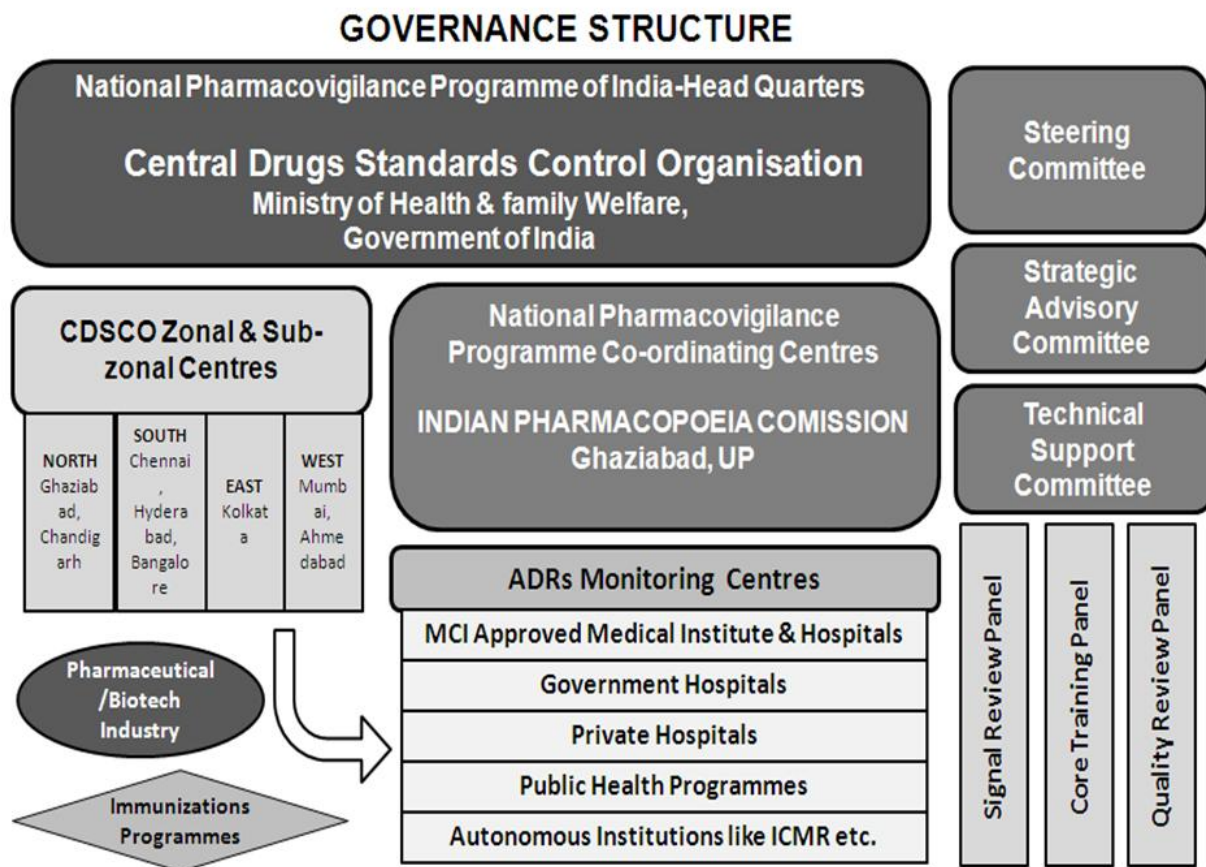 GOVERNANCE STRUCTURE
National Pharmacovigilance Programme of India-Head Quarters
Central Drugs Standards Control Organisation
Ministry of Health & family Welfare,
Government of India
Steering
Committee
Strategic
Advisory
Committee
Technical
Support
Committee
CDSCO Zonal & Sub-
zonal Centres
NORTH
Ghaziab
ad,
Chandig
arh
SOUTH
Chennai
,
Hydera
bad,
Bangalo
re
EAST
Kolkat
a
WEST
Mumb
ai,
Ahme
dabad
National Pharmacovigilance
Programme Co-ordinating Centres
INDIAN PHARMACOPOEIA COMISSION
Ghaziabad, UP
ADRs Monitoring Centres
MCI Approved Medical Institute & Hospitals
Government Hospitals
Private Hospitals
Public Health Programmes
Autonomous Institutions like ICMR etc.
Pharmaceutical
/Biotech
Industry
Immunizations
Programmes
Signal Review Panel
Core Training Panel
Quality Review Panel